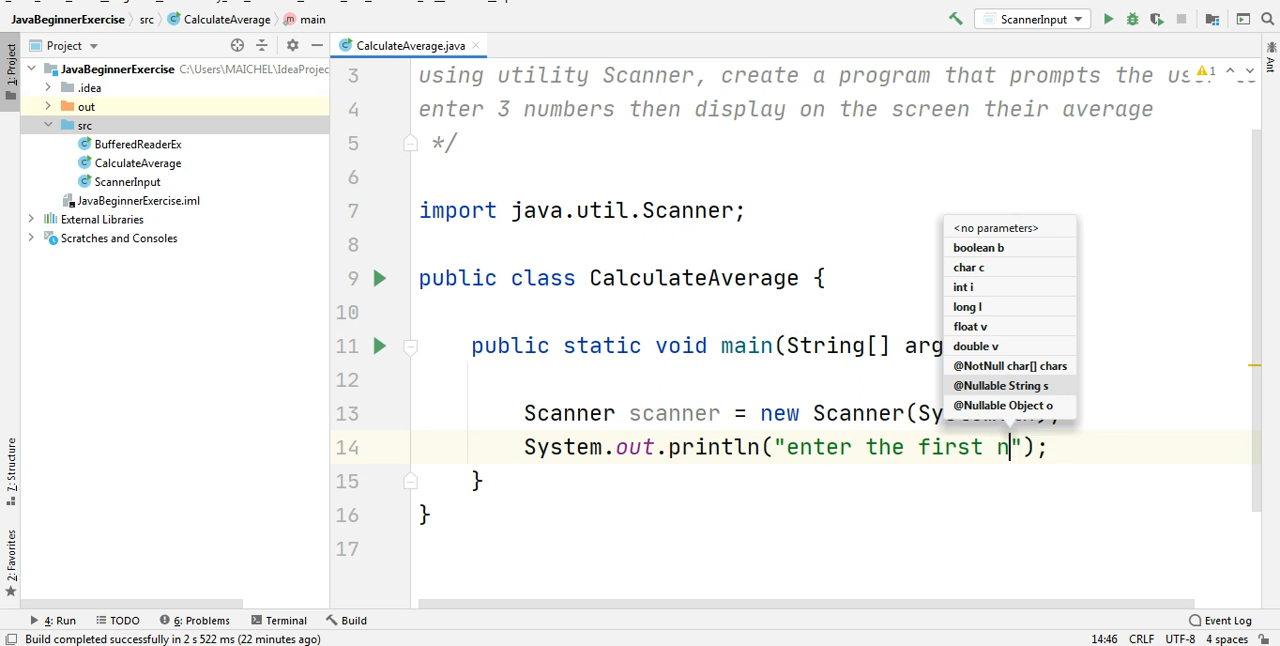 JavaBeginnerExercise src CalculateAverage main ScannerInput
Project CalculateAverage.java
1: Project
JavaBeginnerExercise C:\Users\MAICHEL\IdeaProjec
.idea
out
src
BufferedReaderEx
CalculateAverage
ScannerInput
JavaBeginnerExercise.iml
External Libraries
Scratches and Consoles
7: Structure
2: Favorites
Ant
1
3 using utility Scanner, create a program that prompts the
4 enter 3 numbers then display on the screen their average
5 */
6
7 import java.util.Scanner;
8
9 public class CalculateAverage {
10
11 public static void main(String[] arg
12
13 Scanner scanner = new Scanner(
14 System.out.println("enter the first n");
15 }
16 }
17
<no parameters>
boolean b
char c
int i
long l
float v
double v
@NotNull char[] chars
@Nullable String s
@Nullable Object o
4: Run TODO 6: Problems Terminal Build Event Log
Build completed successfully in 2 s 522 ms (22 minutes ago) 14:46 CRLF UTF-8 4 spaces